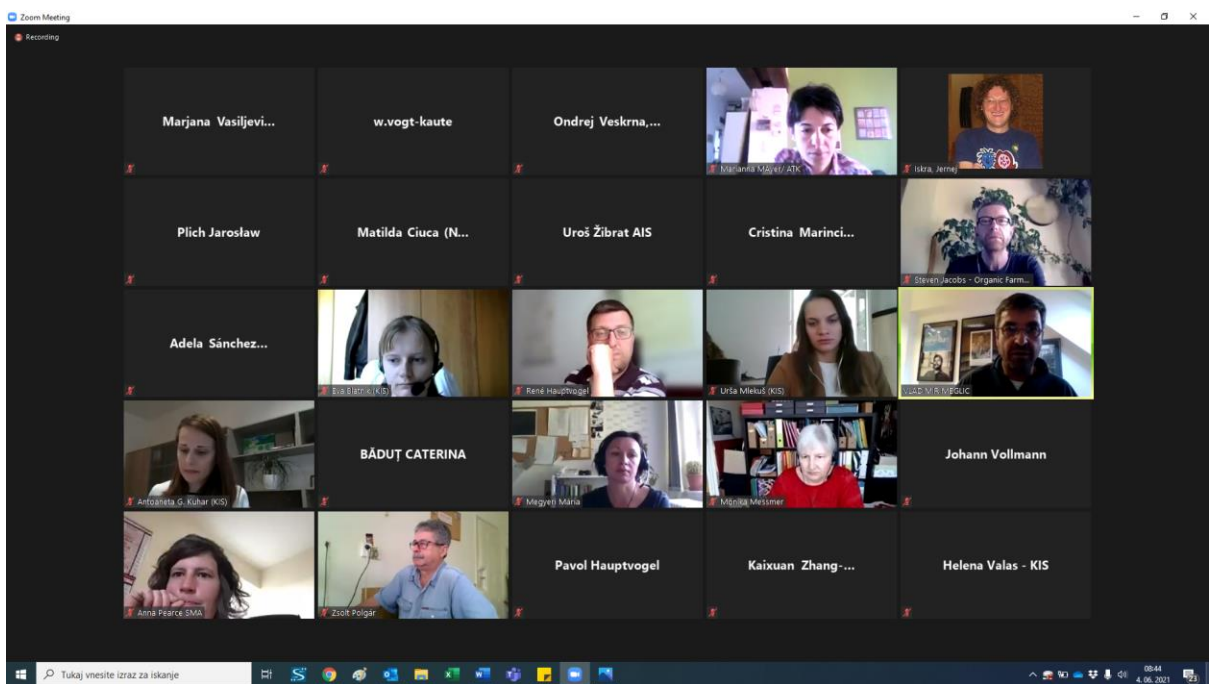 Zoom Meeting
Recording
Marjana Vasiljevi...
w.vogt-kaute
Ondrej Veskrna,...
Marianna MAyer/ ATK
Iskra, Jernej
Plich Jarosław
Matilda Ciuca (N...
Uroš Žibrat AIS
Cristina Marinci...
Steven Jacobs - Organic Farm...
Adela Sánchez...
Eva Blatnik (KIS)
René Hauptvogel
Urša Mlekuš (KIS)
VLADIMIR MEGLIC
Antoaneta G. Kuhar (KIS)
BĂDUȚ CATERINA
Megyeri Mária
Monika Messmer
Johann Vollmann
Anna Pearce SMA
Zsolt Polgár
Pavol Hauptvogel
Kaixuan Zhang-...
Helena Valas - KIS
Tukaj vnesite izraz za iskanje
08:44
4. 06. 2021
23